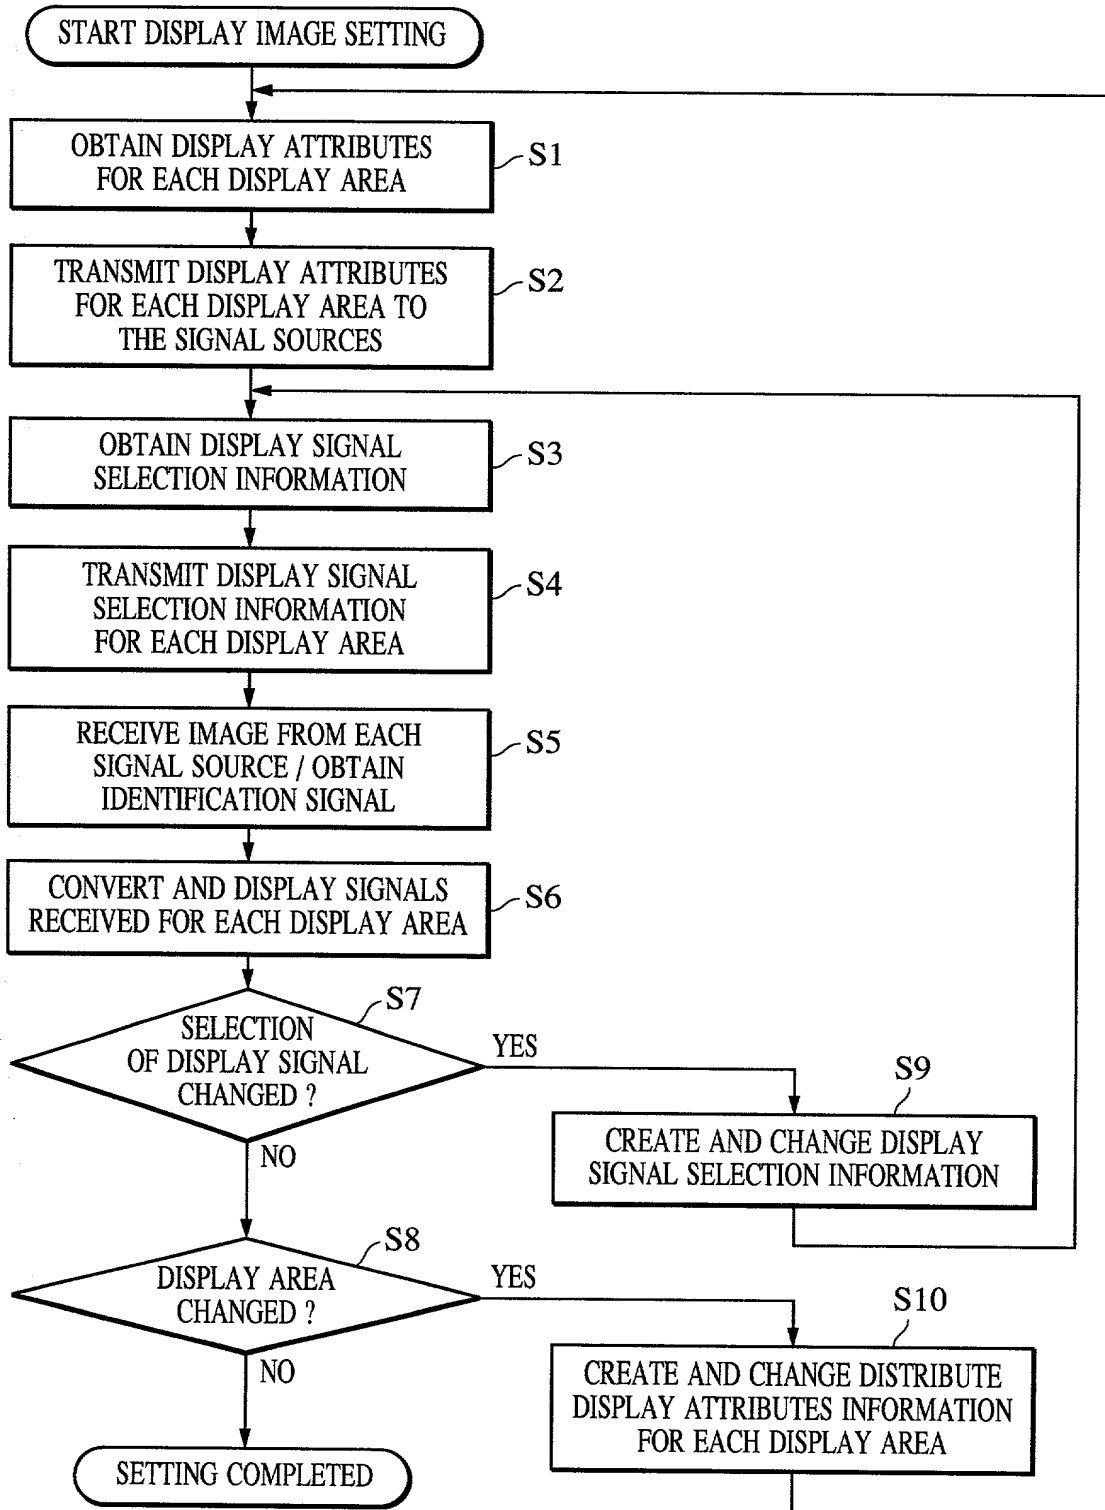 START DISPLAY IMAGE SETTING
OBTAIN DISPLAY ATTRIBUTES
FOR EACH DISPLAY AREA
S1
TRANSMIT DISPLAY ATTRIBUTES
FOR EACH DISPLAY AREA TO
THE SIGNAL SOURCES
S2
OBTAIN DISPLAY SIGNAL
SELECTION INFORMATION
S3
TRANSMIT DISPLAY SIGNAL
SELECTION INFORMATION
FOR EACH DISPLAY AREA
S4
RECEIVE IMAGE FROM EACH
SIGNAL SOURCE / OBTAIN
IDENTIFICATION SIGNAL
S5
CONVERT AND DISPLAY SIGNALS
RECEIVED FOR EACH DISPLAY AREA
S6
SELECTION
OF DISPLAY SIGNAL
CHANGED ?
S7
YES
NO
S9
CREATE AND CHANGE DISPLAY
SIGNAL SELECTION INFORMATION
DISPLAY AREA
CHANGED ?
S8
YES
NO
S10
CREATE AND CHANGE DISTRIBUTE
DISPLAY ATTRIBUTES INFORMATION
FOR EACH DISPLAY AREA
SETTING COMPLETED